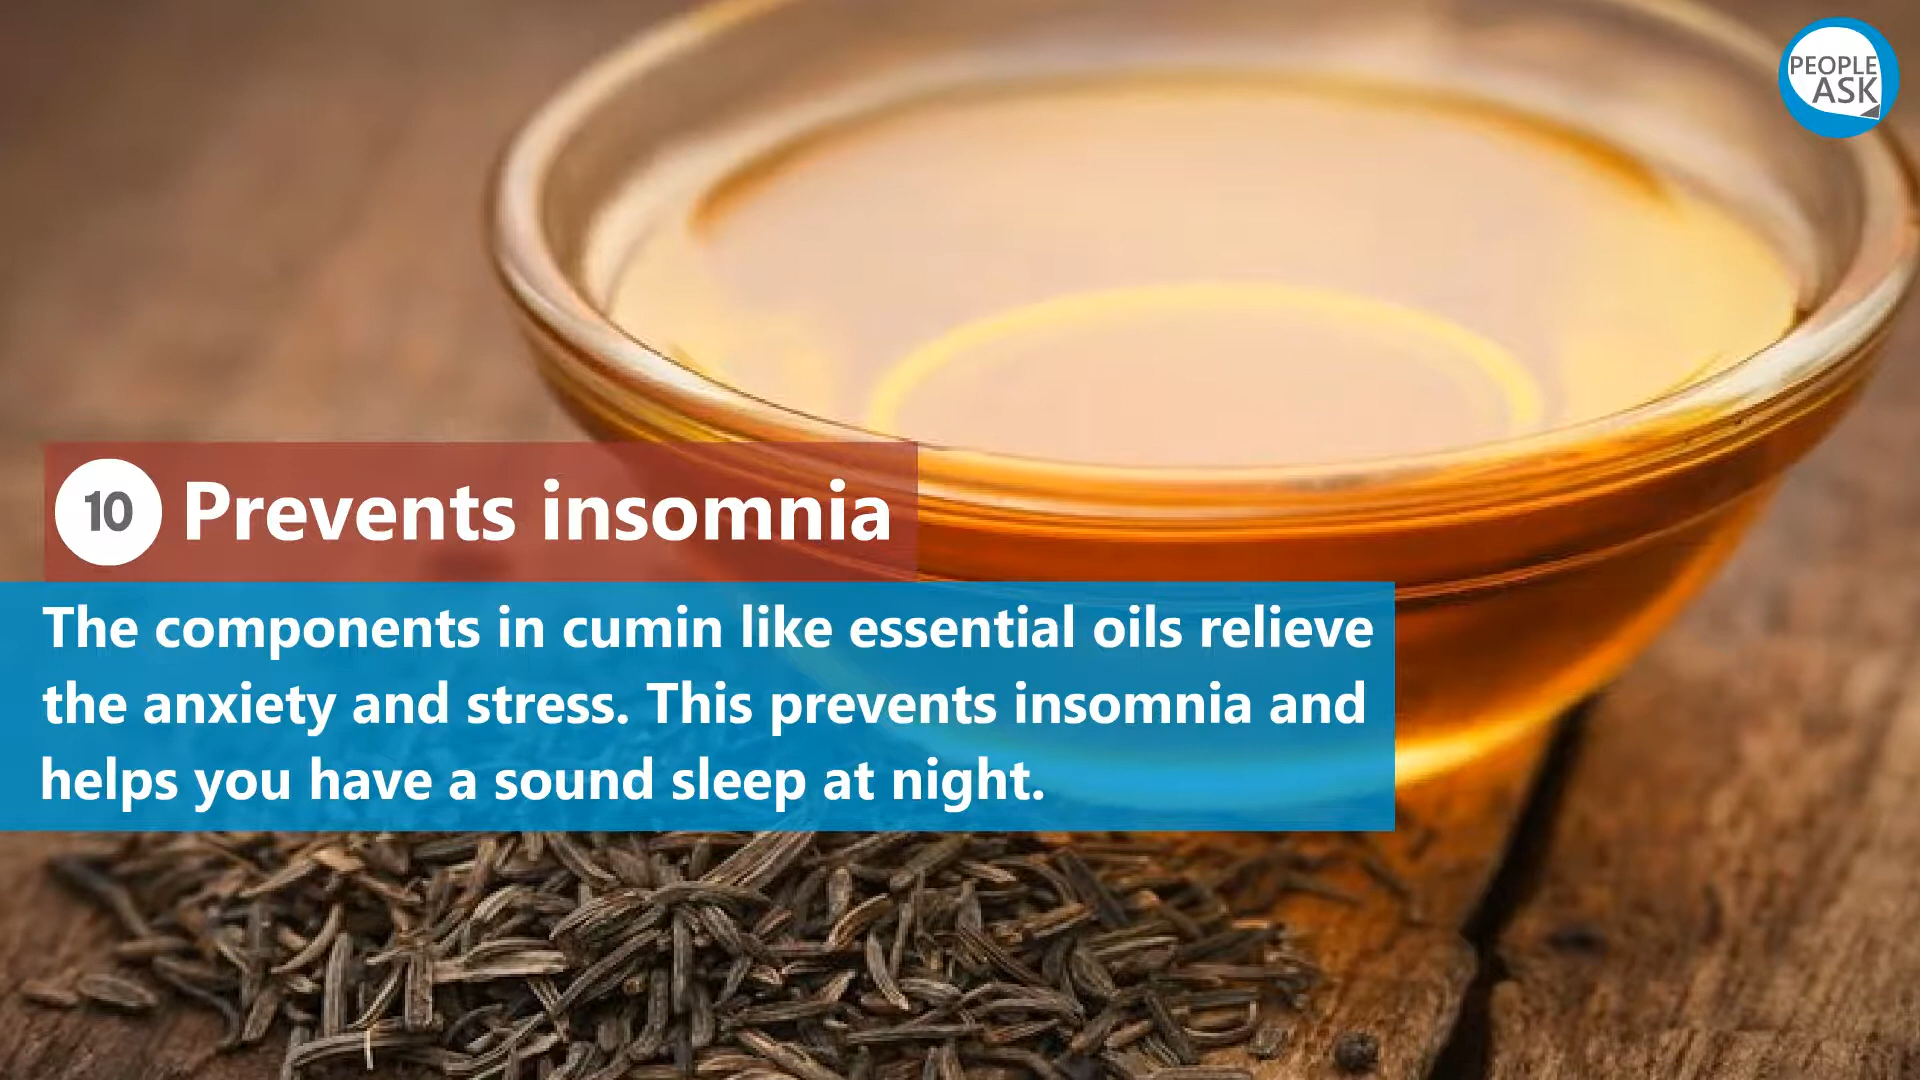 PEOPLE
ASK
10 Prevents insomnia
The components in cumin like essential oils relieve
the anxiety and stress. This prevents insomnia and
helps you have a sound sleep at night.